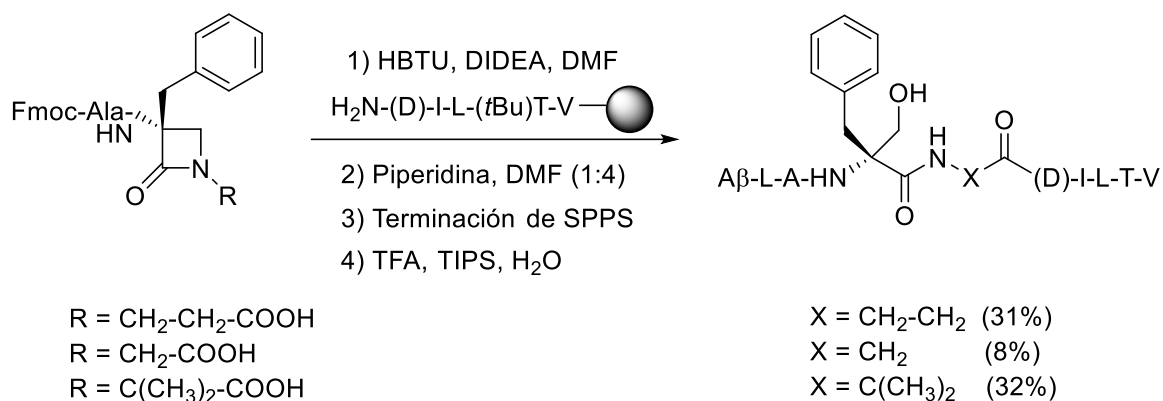 1) HBTU, DIDEA, DMF
H₂N-(D)-I-L-(tBu)T-V
2) Piperidina, DMF (1:4)
3) Terminación de SPPS
4) TFA, TIPS, H₂O
Fmoc-Ala
HN
O
N
R
R = CH₂-CH₂-COOH
R = CH₂-COOH
R = C(CH₃)₂-COOH
OH
H
N
O
Aβ-L-A-HN
X
(D)-I-L-T-V
O
X = CH₂-CH₂ (31%)
X = CH₂ (8%)
X = C(CH₃)₂ (32%)